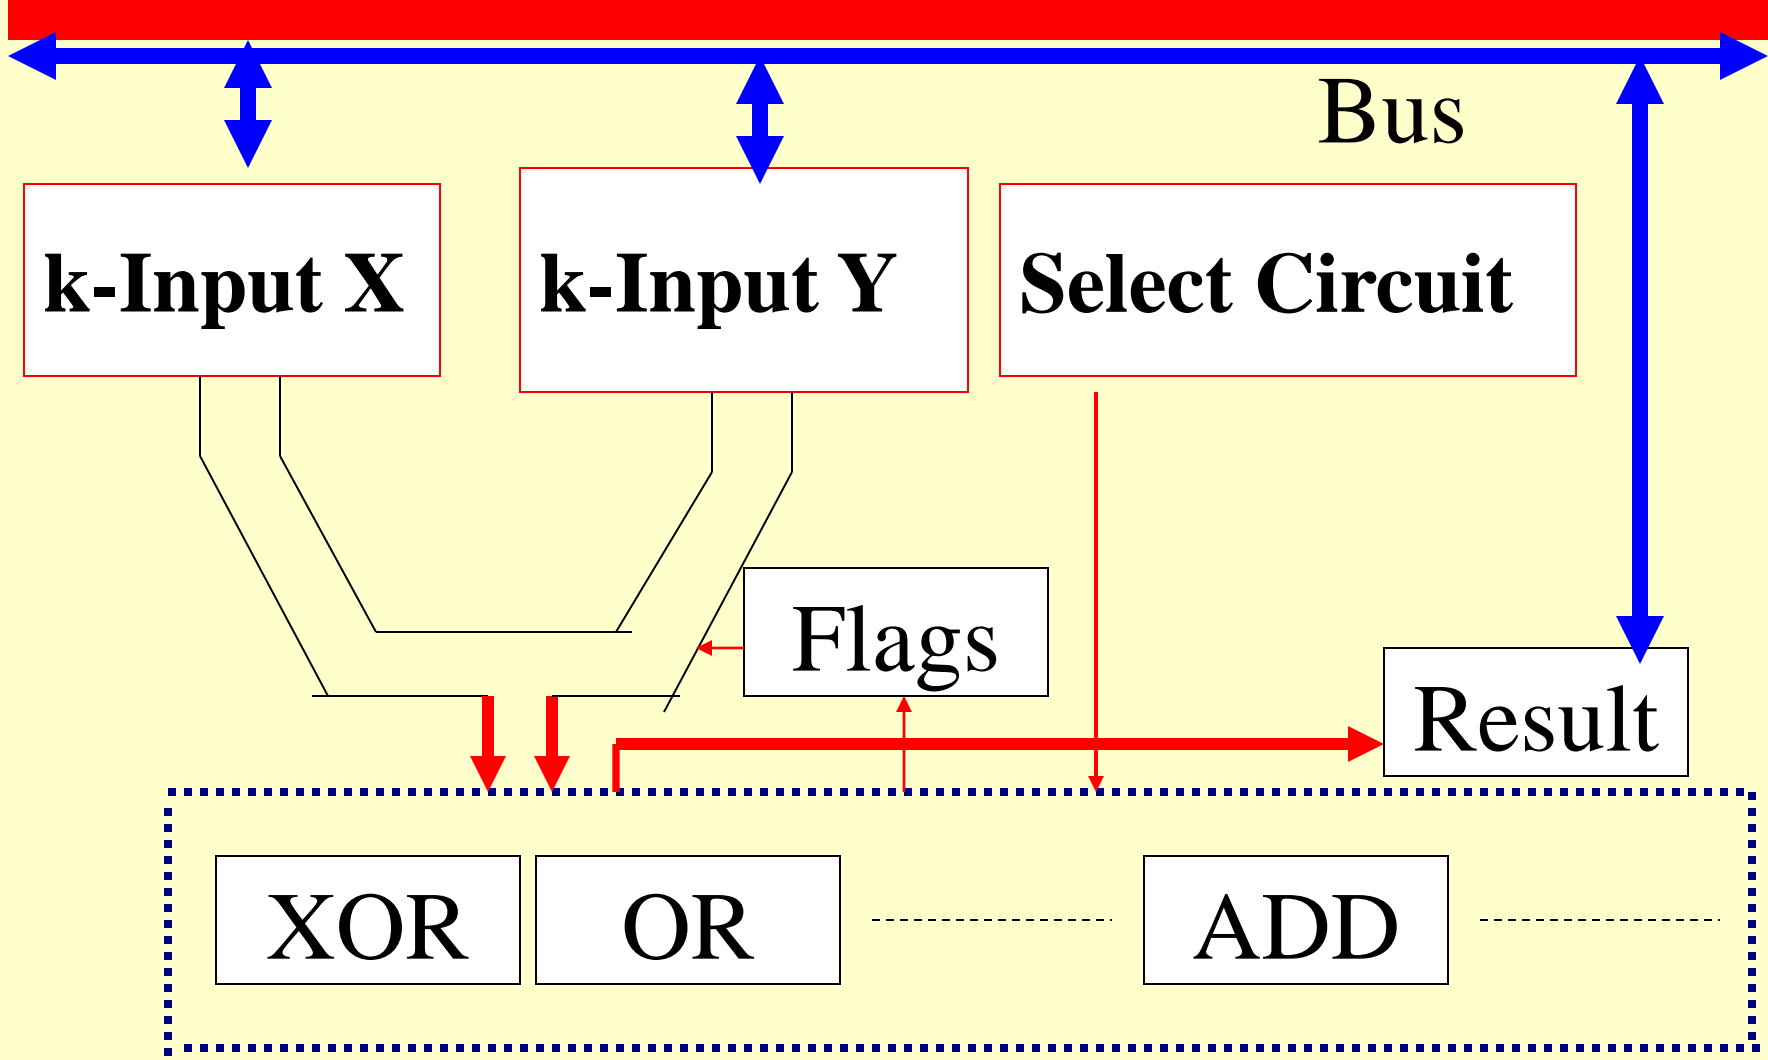 Bus
k-Input X
k-Input Y
Select Circuit
Flags
Result
XOR
OR
ADD